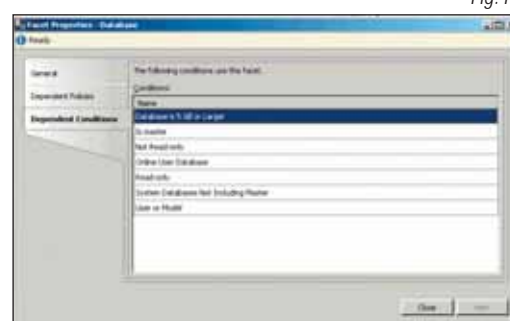 Fig. 1
Facet Properties - Database
Ready
General
Dependent Policies
Dependent Conditions
The following conditions use this facet:
Conditions:
Name
Database is 5 GB or Larger
Is master
Not Read-only
Online User Database
Read-only
System Databases Not Including Master
User or Model
Close